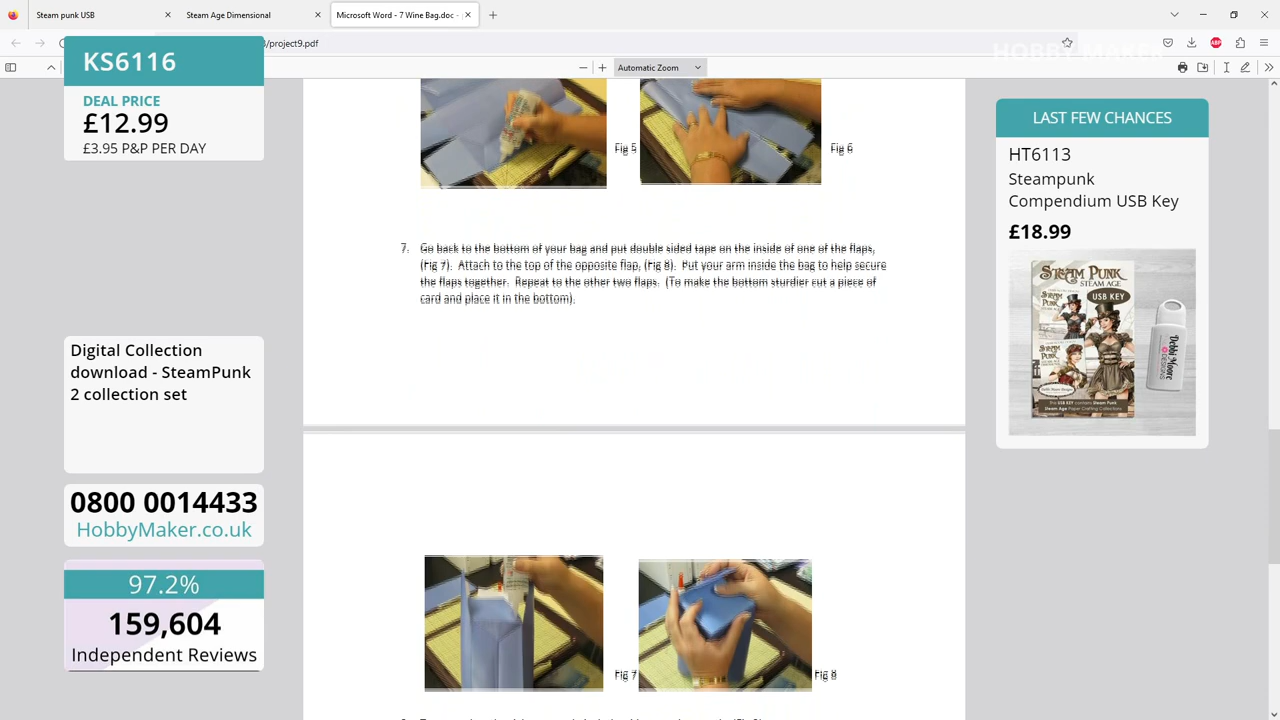 Steam punk USB
Steam Age Dimensional
Microsoft Word - 7 Wine Bag.doc -
/project9.pdf
HOBBY MAKER
KS6116
Automatic Zoom
DEAL PRICE
£12.99
£3.95 P&P PER DAY
Fig 5
Fig 6
LAST FEW CHANCES
HT6113
Steampunk
Compendium USB Key
£18.99
STEAM PUNK
STEAM AGE
USB KEY
7. Go back to the bottom of your bag and put double sided tape on the inside of one of the flaps,
(Fig 7). Attach to the top of the opposite flap, (Fig 8). Put your arm inside the bag to help secure
the flaps together. Repeat to the other two flaps. (To make the bottom sturdier cut a piece of
card and place it in the bottom).
Digital Collection
download - SteamPunk
2 collection set
0800 0014433
HobbyMaker.co.uk
97.2%
159,604
Independent Reviews
Fig 7
Fig 8